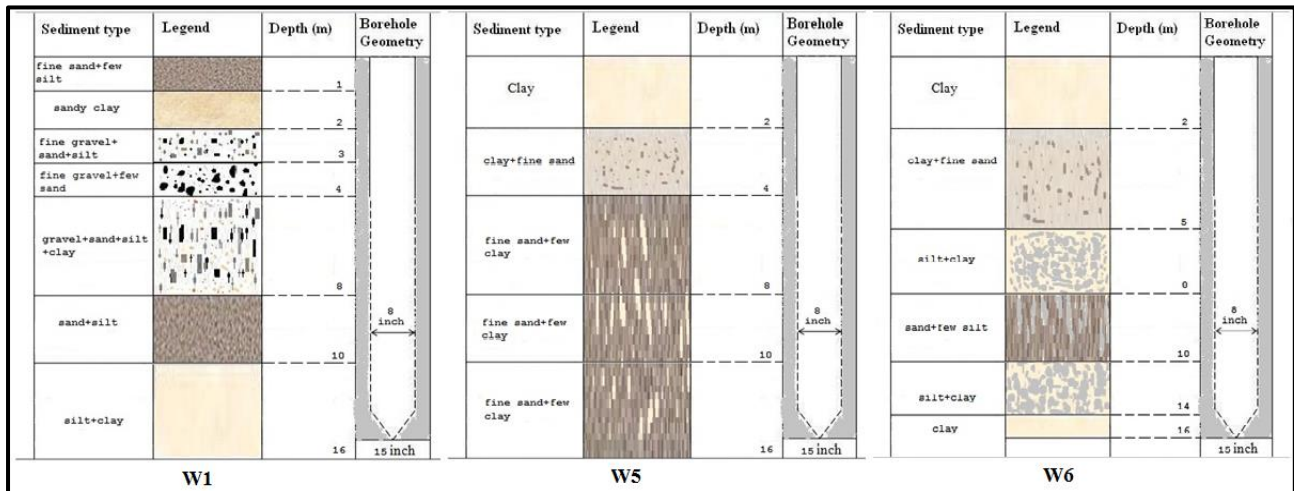 Sediment type
Legend
Depth (m)
Borehole
Geometry
fine sand+few
silt
1
sandy clay
2
fine gravel+
sand+silt
3
fine gravel+few
sand
4
gravel+sand+silt
+clay
8
sand+silt
8
inch
10
silt+clay
16
15 inch
W1
Sediment type
Legend
Depth (m)
Borehole
Geometry
Clay
2
clay+fine sand
4
fine sand+few
clay
8
fine sand+few
clay
8
inch
10
fine sand+few
clay
16
15 inch
W5
Sediment type
Legend
Depth (m)
Borehole
Geometry
Clay
2
clay+fine sand
5
silt+clay
0
sand+few silt
8
inch
10
silt+clay
14
clay
16
15 inch
W6